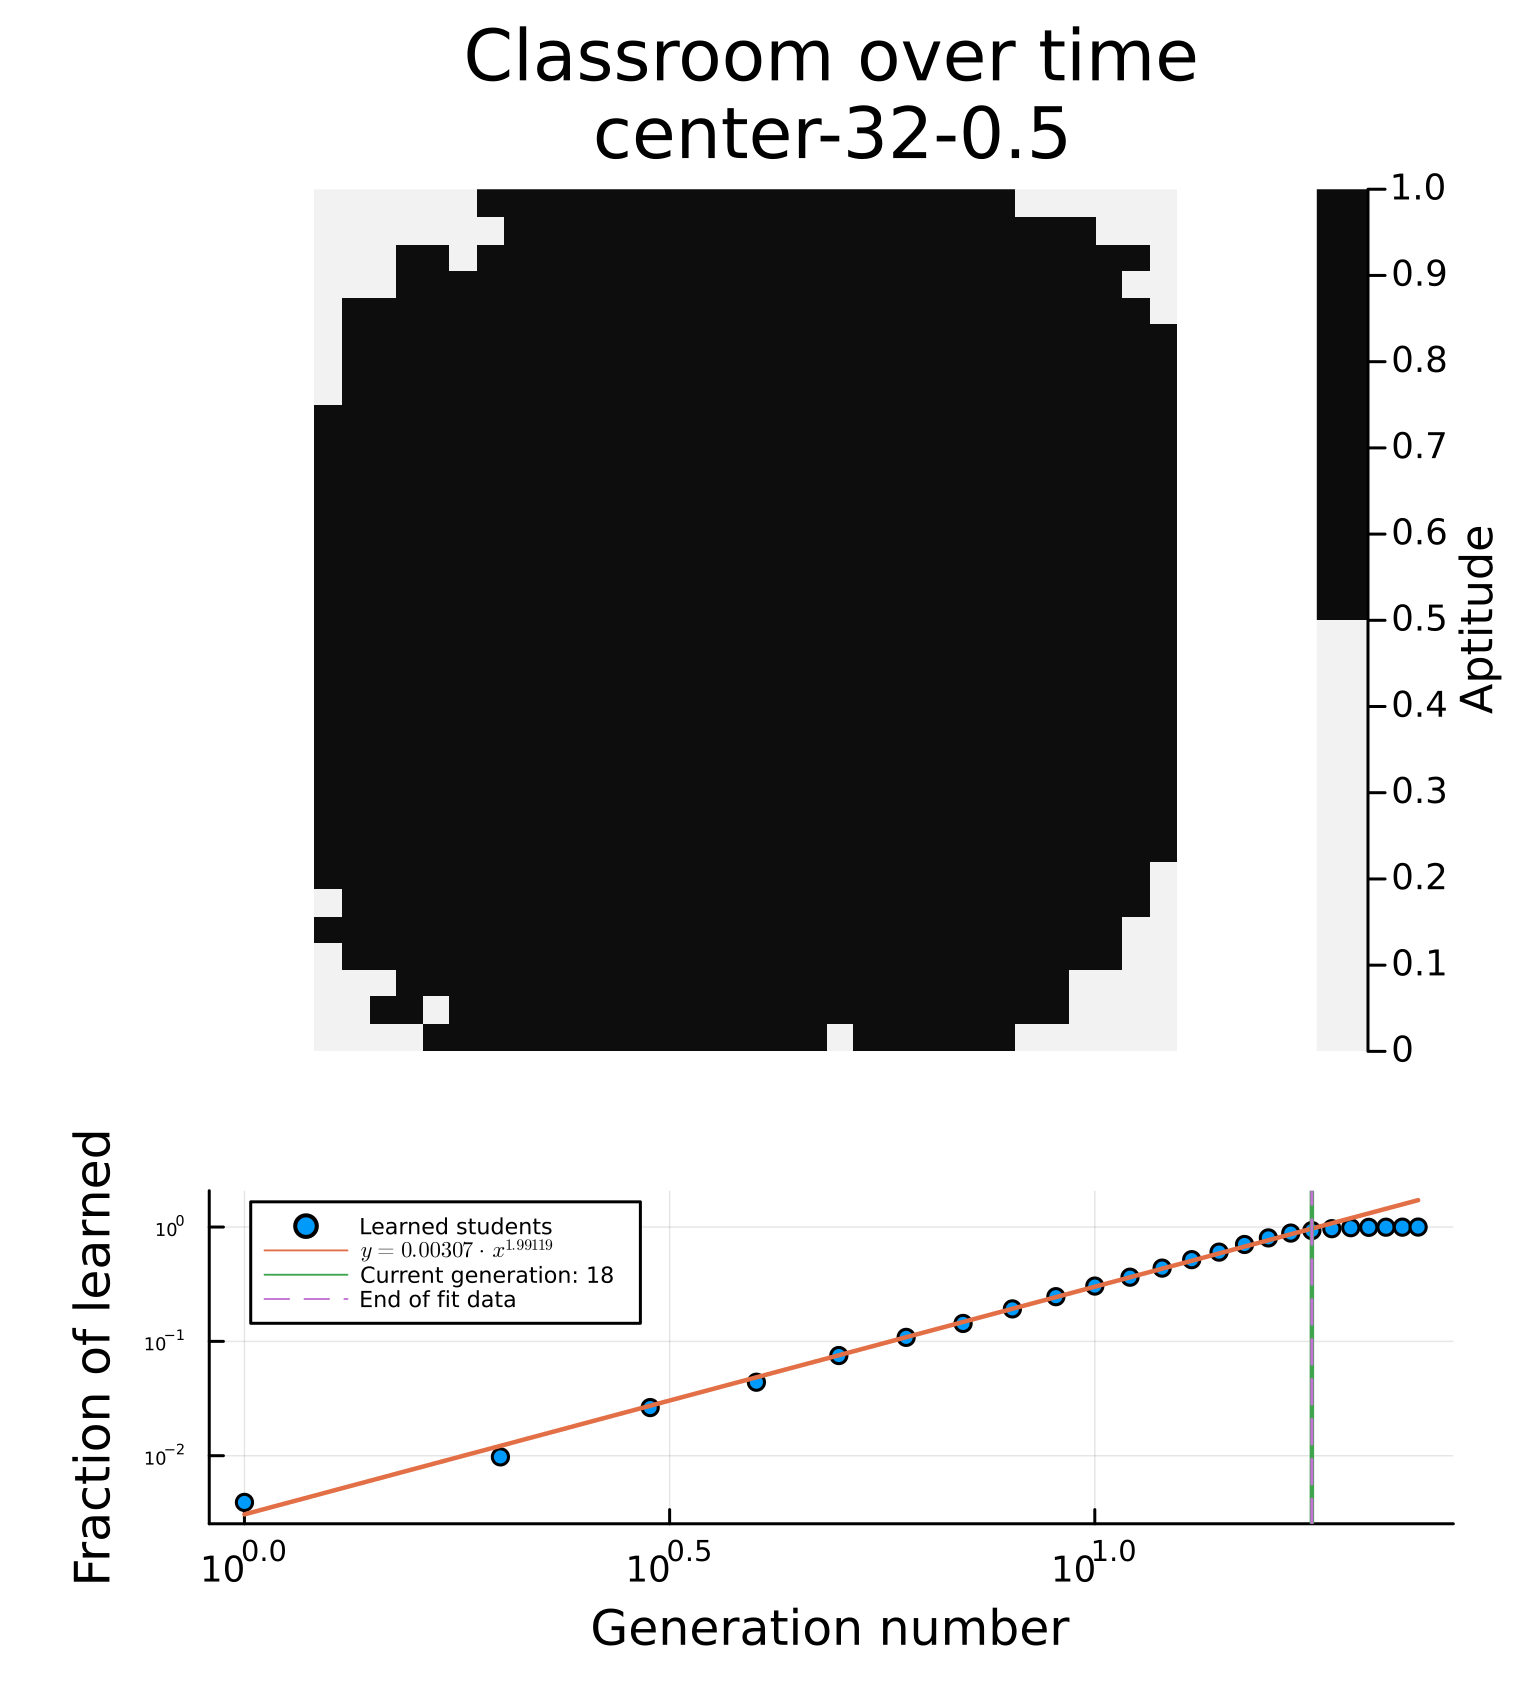 Classroom over time
center-32-0.5
1.0
0.9
0.8
0.7
0.6
0.5
0.4
0.3
0.2
0.1
0
Aptitude
Fraction of learned
10⁰
10⁻¹
10⁻²
Learned students
y = 0.00307 · x^1.99119
Current generation: 18
End of fit data
10^0.0
10^0.5
10^1.0
Generation number